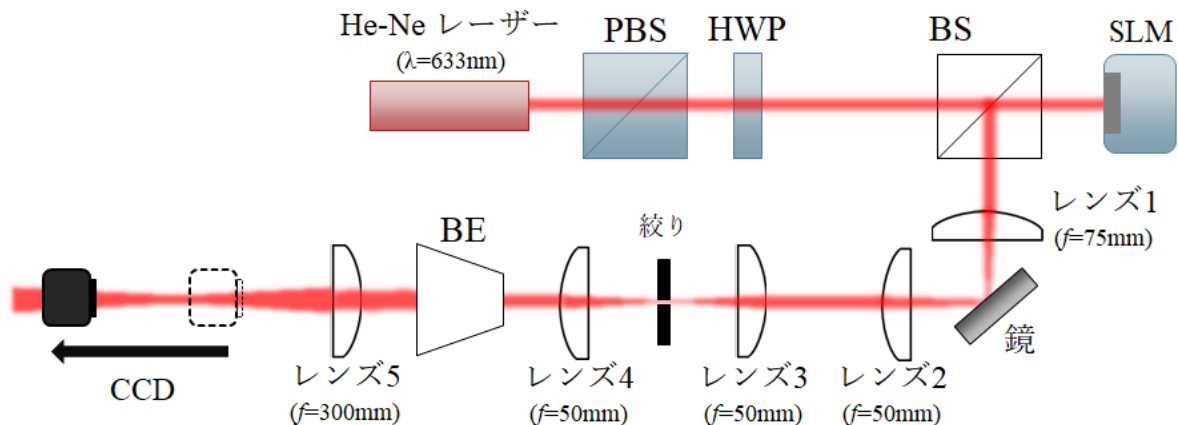 He-Ne レーザー
(λ=633nm)
PBS
HWP
BS
SLM
レンズ1
(f=75mm)
鏡
レンズ2
(f=50mm)
レンズ3
(f=50mm)
絞り
レンズ4
(f=50mm)
BE
レンズ5
(f=300mm)
CCD